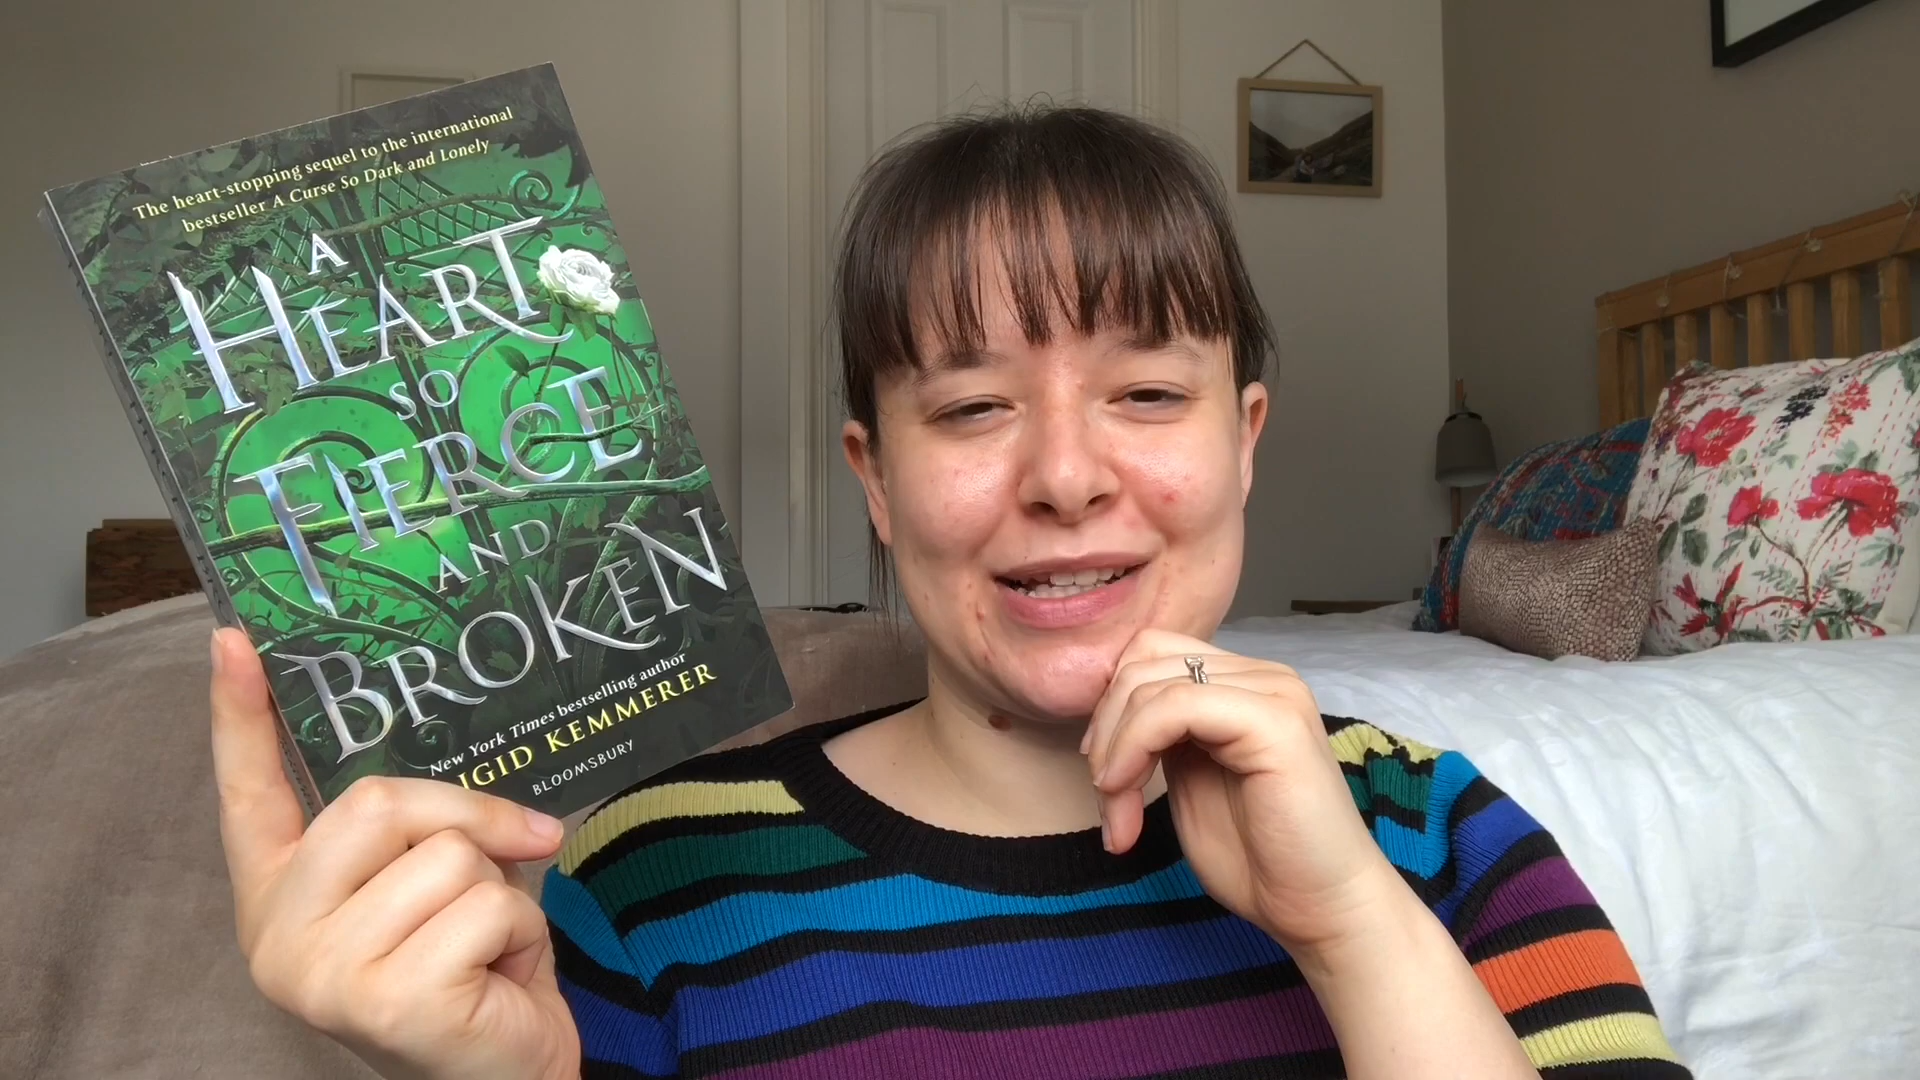 The heart-stopping sequel to the international
bestseller A Curse So Dark and Lonely
A
HEART
SO
FIERCE
AND
BROKEN
New York Times bestselling author
IGID KEMMERER
BLOOMSBURY